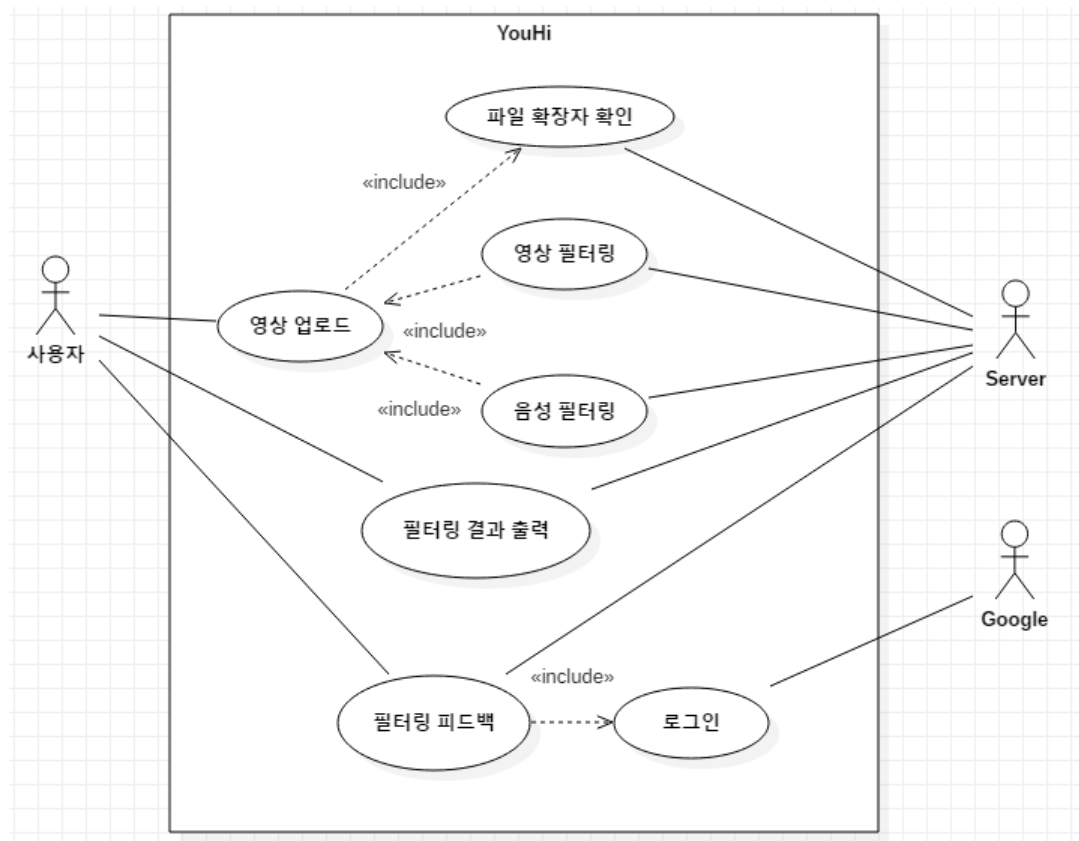 YouHi
파일 확장자 확인
«include»
영상 필터링
영상 업로드
«include»
사용자
Server
«include»
음성 필터링
필터링 결과 출력
Google
«include»
필터링 피드백
로그인